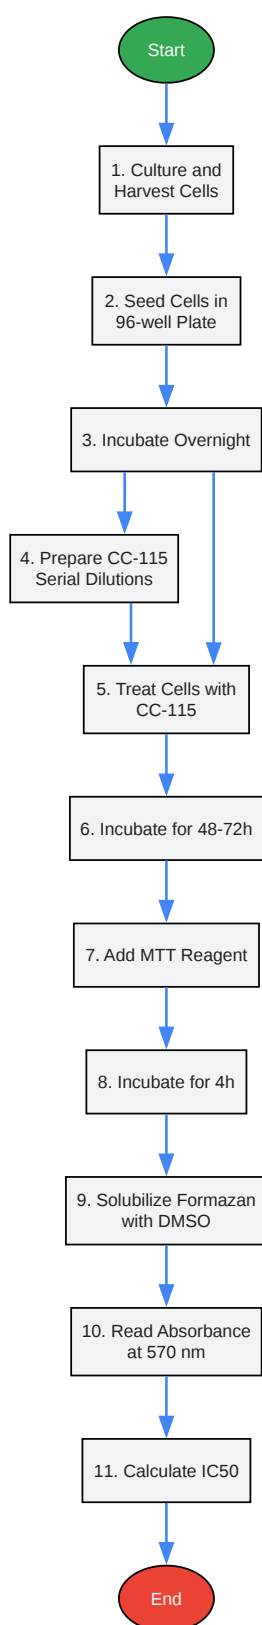 Start
1. Culture and
Harvest Cells
2. Seed Cells in
96-well Plate
3. Incubate Overnight
4. Prepare CC-115
Serial Dilutions
5. Treat Cells with
CC-115
6. Incubate for 48-72h
7. Add MTT Reagent
8. Incubate for 4h
9. Solubilize Formazan
with DMSO
10. Read Absorbance
at 570 nm
11. Calculate IC50
End